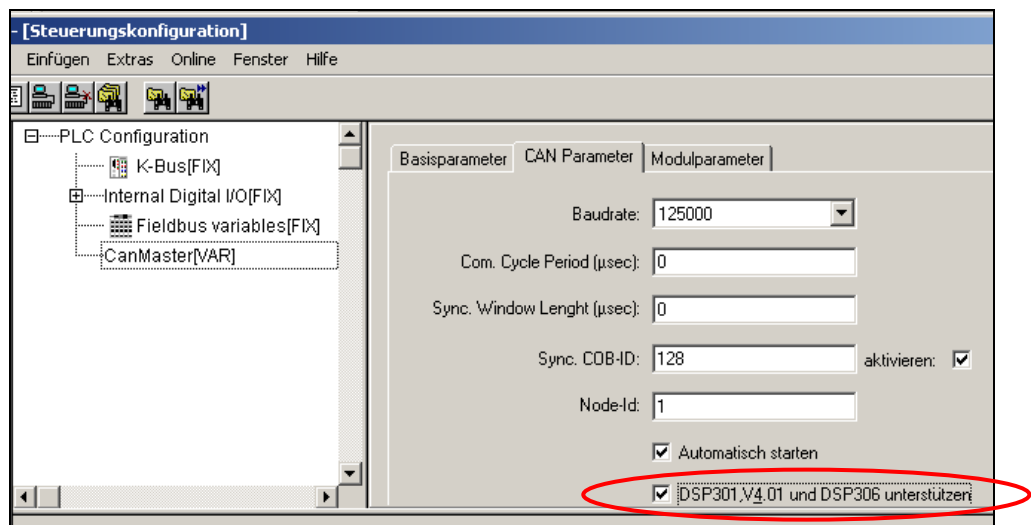 - [Steuerungskonfiguration]
Einfügen Extras Online Fenster Hilfe
PLC Configuration
K-Bus[FIX]
Internal Digital I/O[FIX]
Fieldbus variables[FIX]
CanMaster[VAR]
Basisparameter CAN Parameter Modulparameter
Baudrate: 125000
Com. Cycle Period (µsec): 0
Sync. Window Lenght (µsec): 0
Sync. COB-ID: 128 aktivieren:
Node-Id: 1
Automatisch starten
DSP301,V4.01 und DSP306 unterstützen